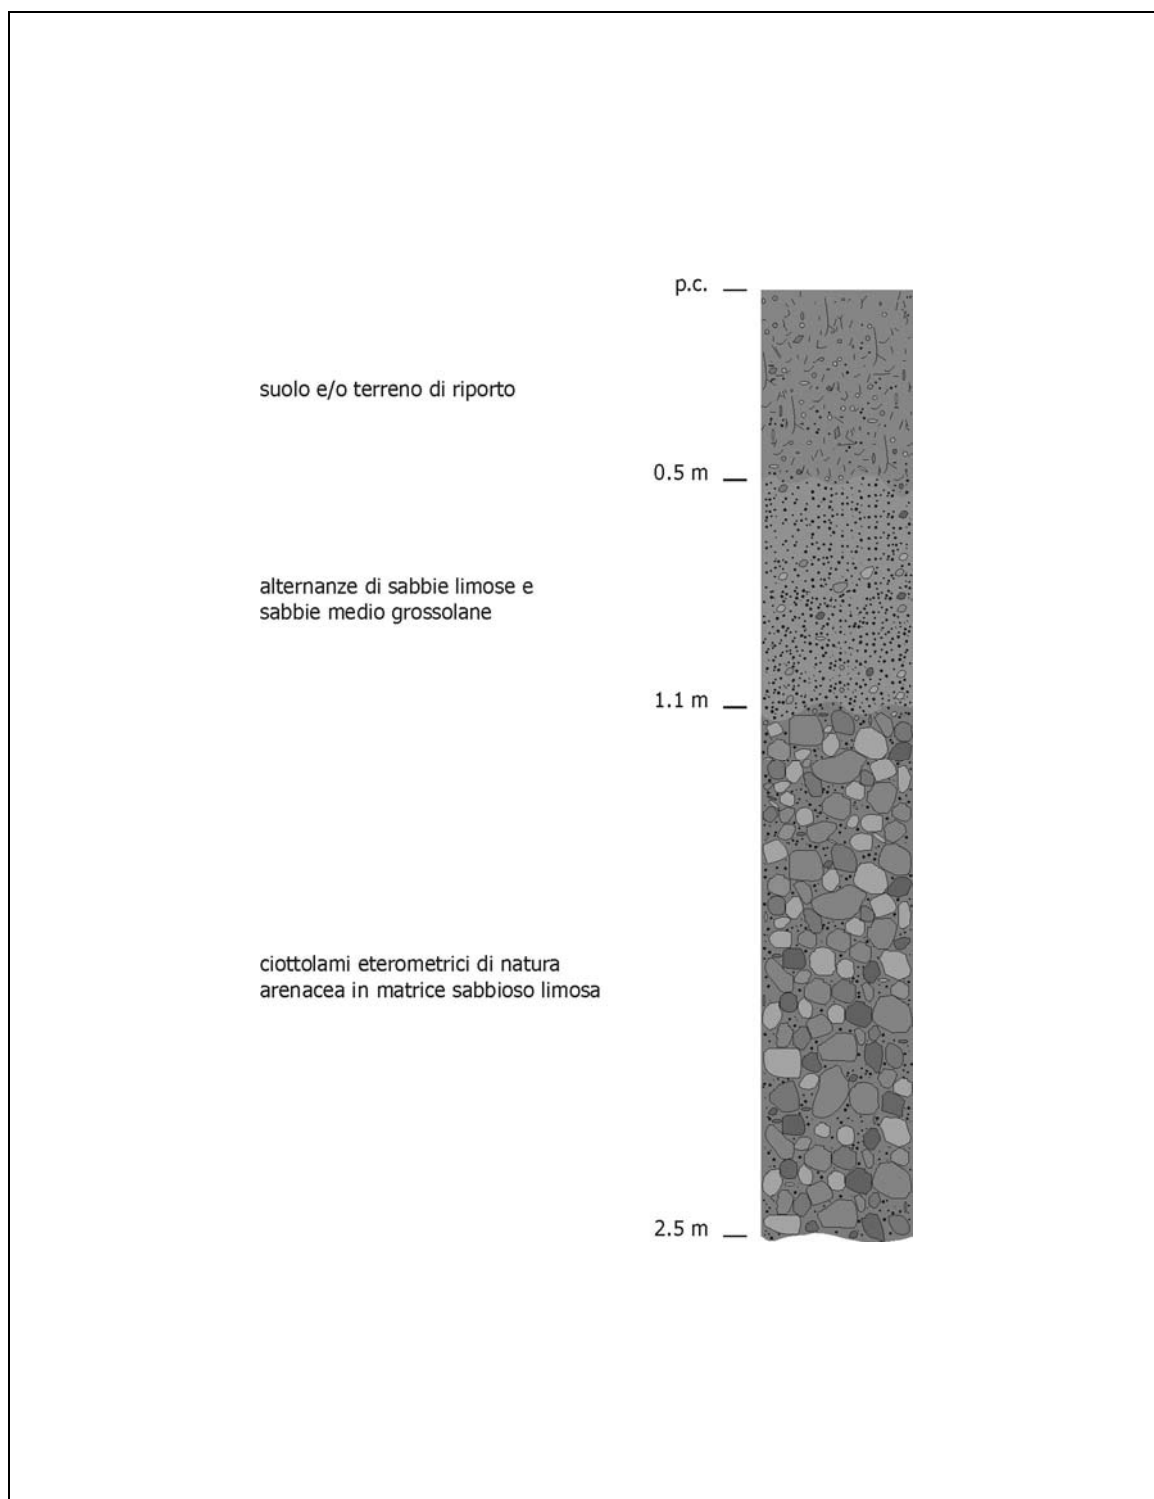 p.c.
suolo e/o terreno di riporto
0.5 m
alternanze di sabbie limose e
sabbie medio grossolane
1.1 m
ciottolami eterometrici di natura
arenacea in matrice sabbioso limosa
2.5 m